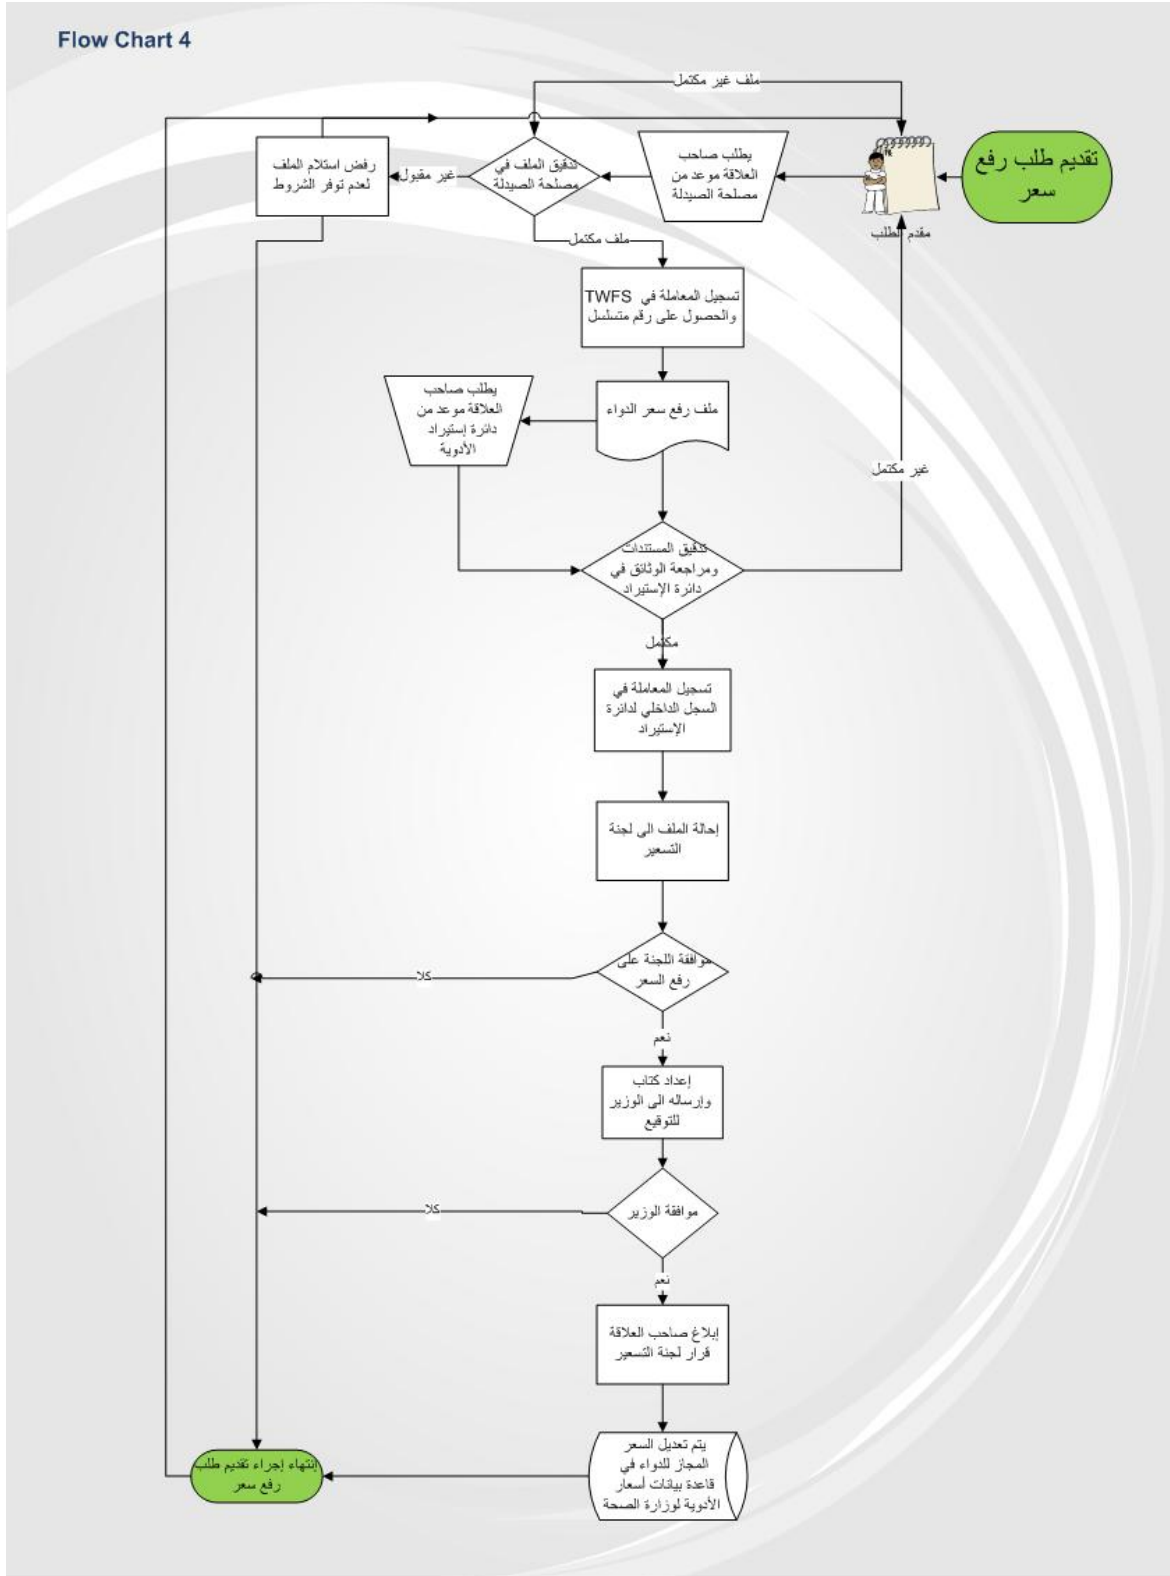 Flow Chart 4
ملف غير مكتمل
تقديم طلب رفع
سعر
مقدم الطلب
يطلب صاحب
العلاقة موعد من
مصلحة الصيدلة
تدقيق الملف في
مصلحة الصيدلة
غير مقبول
رفض استلام الملف
لعدم توفر الشروط
ملف مكتمل
تسجيل المعاملة في TWFS
والحصول على رقم متسلسل
ملف رفع سعر الدواء
يطلب صاحب
العلاقة موعد من
دائرة إستيراد
الأدوية
غير مكتمل
تدقيق المستندات
ومراجعة الوثائق في
دائرة الإستيراد
مكتمل
تسجيل المعاملة في
السجل الداخلي لدائرة
الإستيراد
إحالة الملف الى لجنة
التسعير
موافقة اللجنة على
رفع السعر
كلا
نعم
إعداد كتاب
وإرساله الى الوزير
للتوقيع
موافقة الوزير
كلا
نعم
إبلاغ صاحب العلاقة
قرار لجنة التسعير
يتم تعديل السعر
المجاز للدواء في
قاعدة بيانات أسعار
الأدوية لوزارة الصحة
إنتهاء إجراء تقديم طلب
رفع سعر